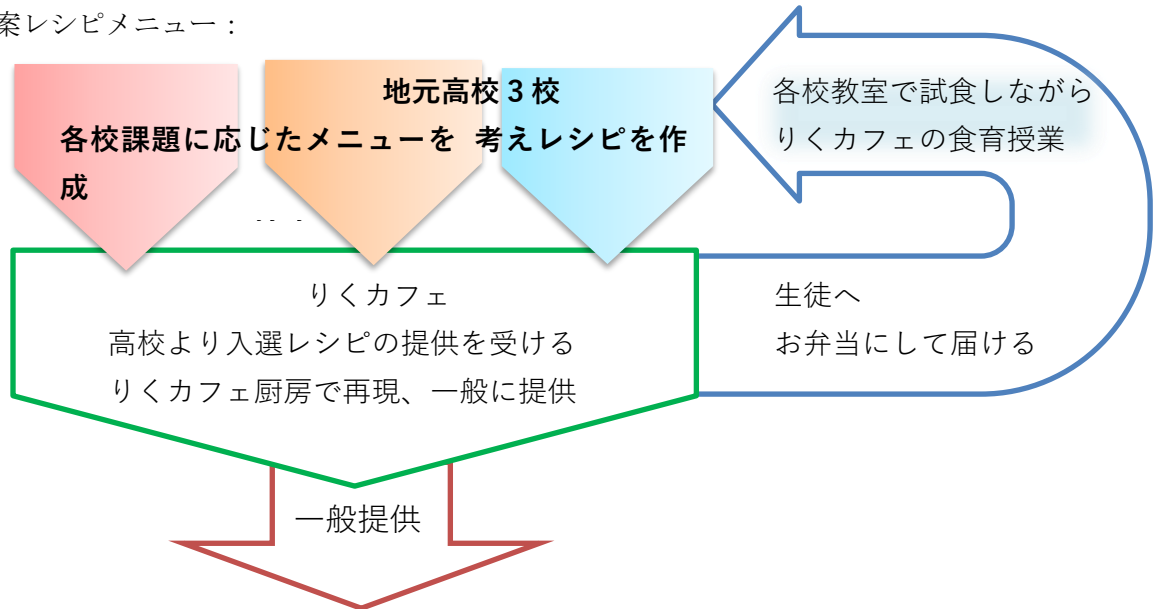 案レシピメニュー：
地元高校３校
各校課題に応じたメニューを 考えレシピを作
成
各校教室で試食しながら
りくカフェの食育授業
りくカフェ
高校より入選レシピの提供を受ける
りくカフェ厨房で再現、一般に提供
生徒へ
お弁当にして届ける
一般提供